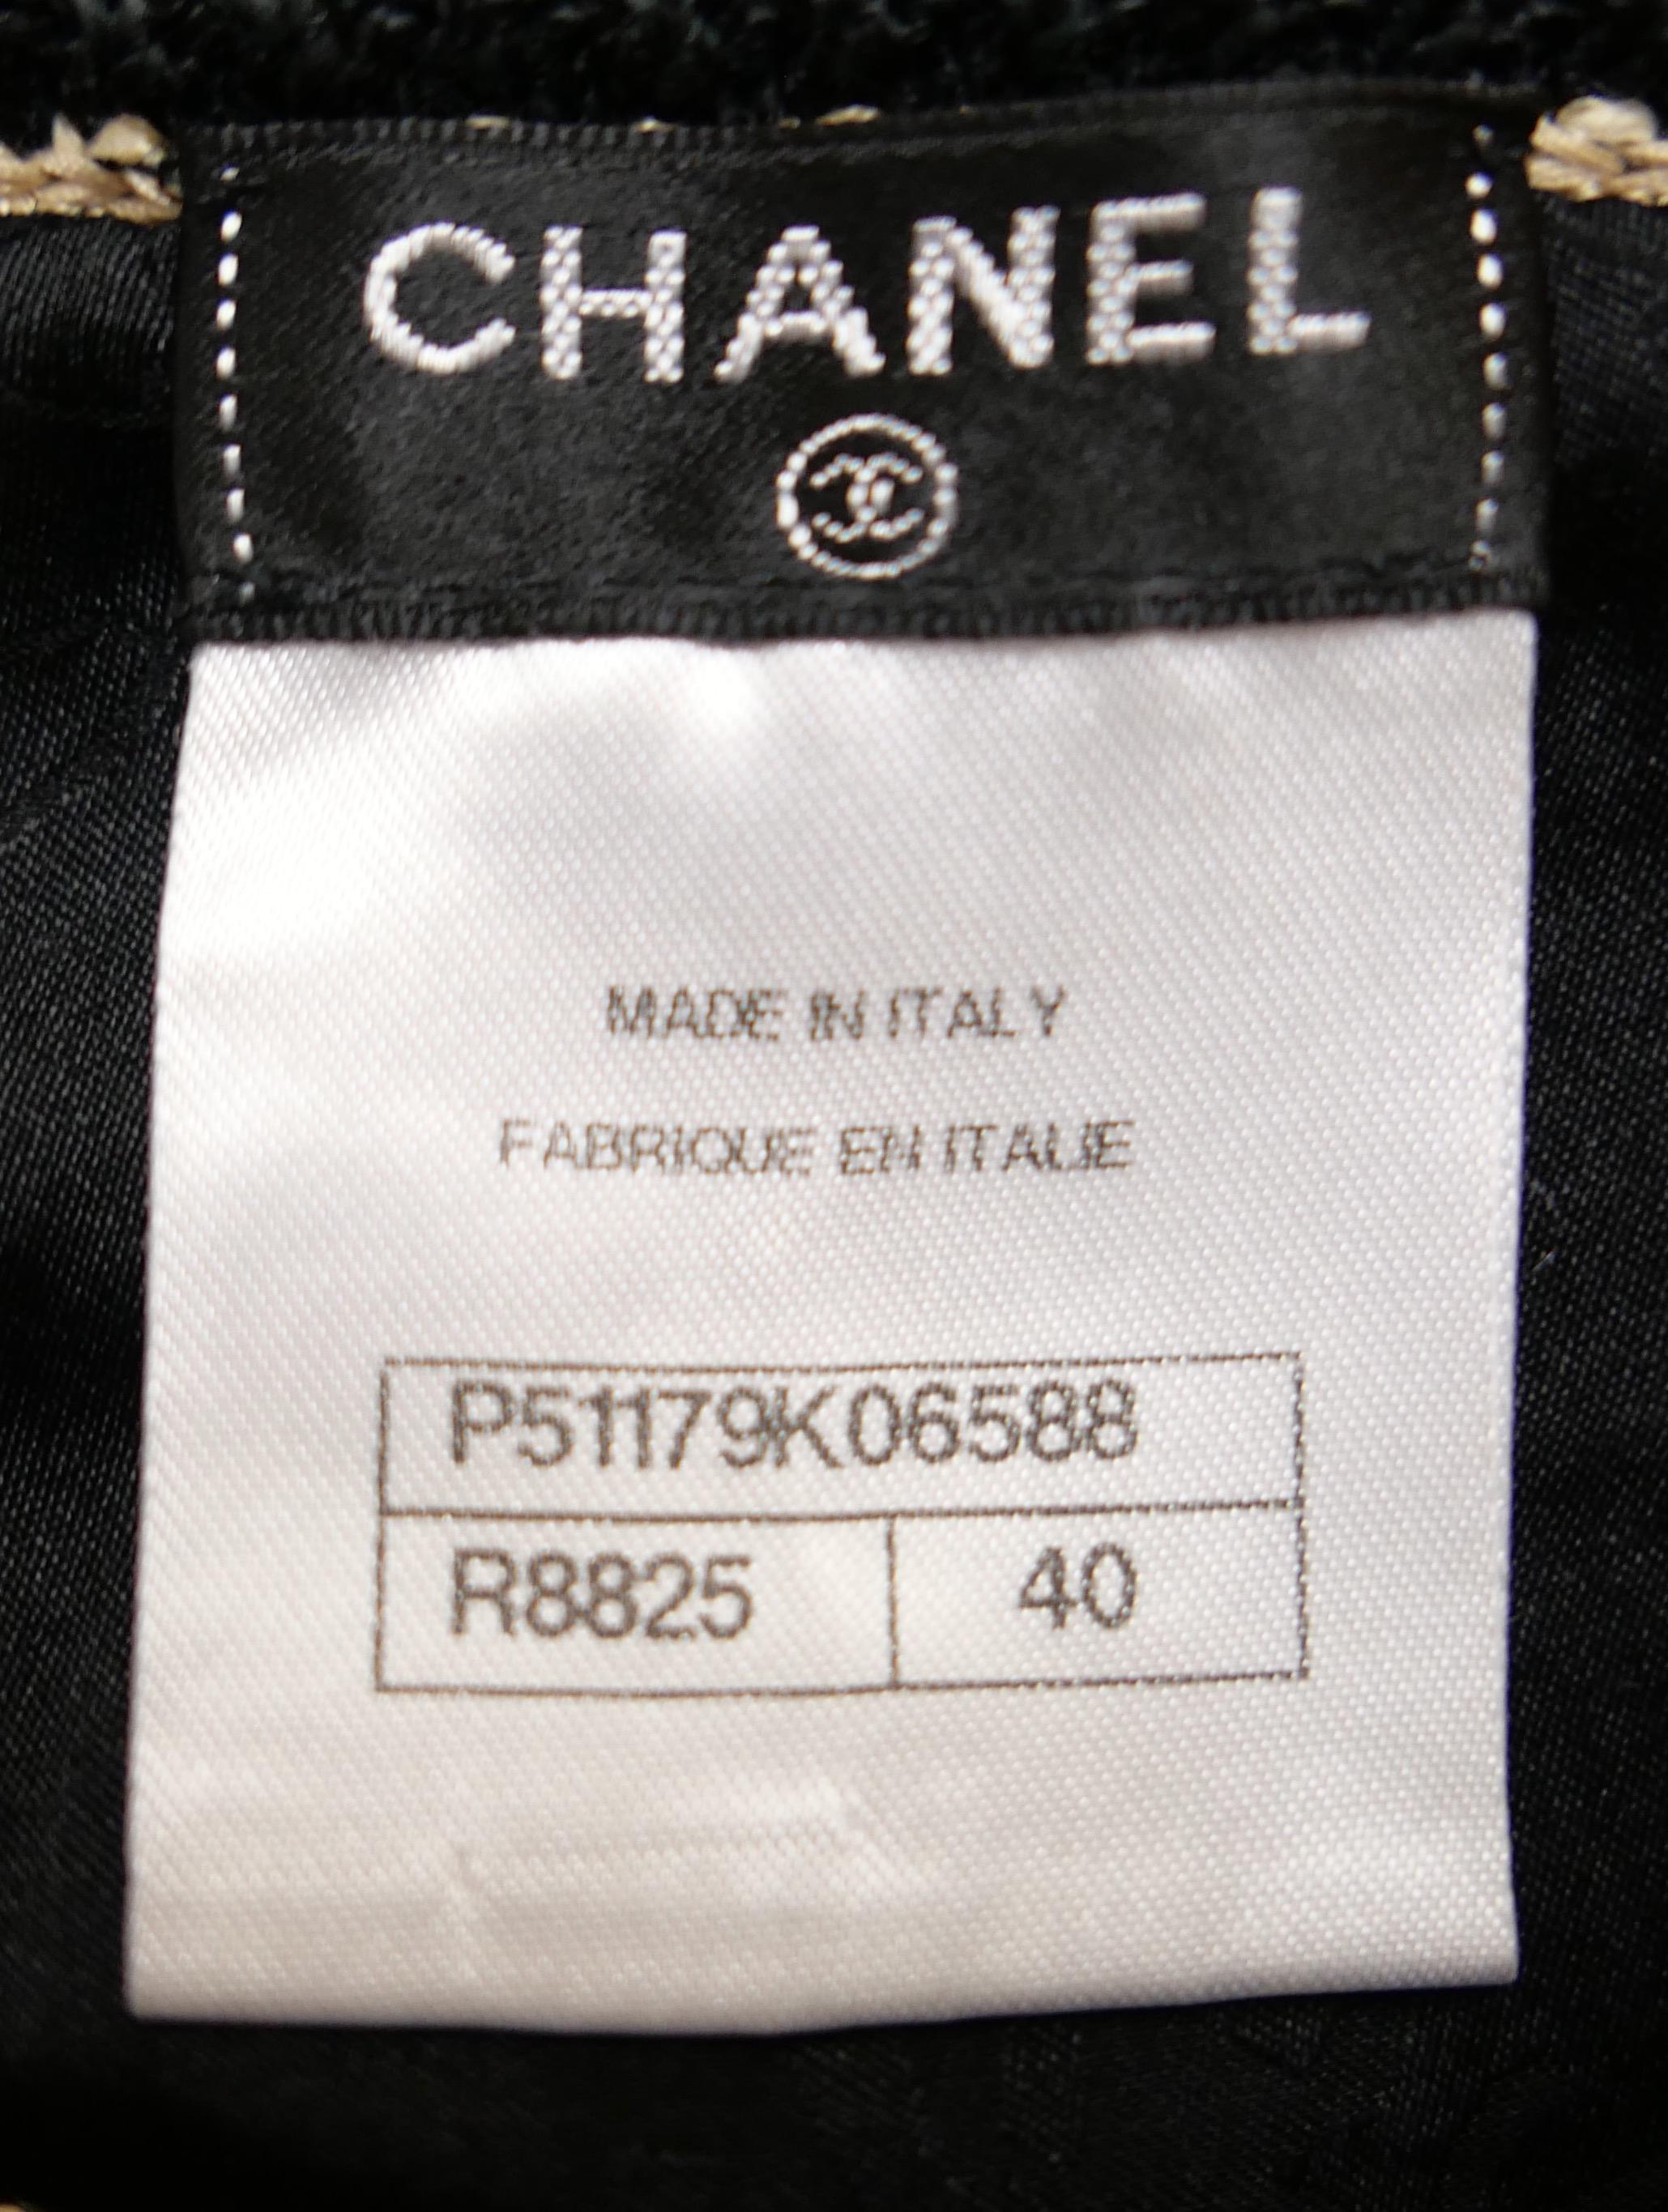 CHANEL
MADE IN ITALY
FABRIQUE EN ITALIE
P51179K06588
R8825 40